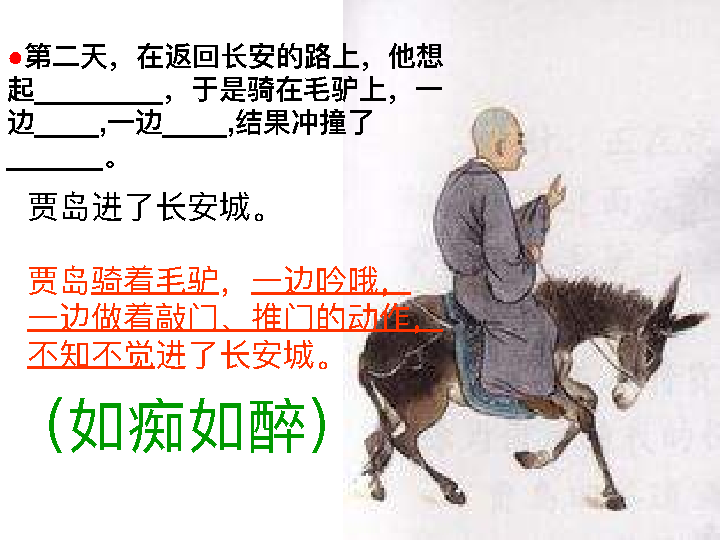 ●第二天，在返回长安的路上，他想
起________，于是骑在毛驴上，一
边____,一边____,结果冲撞了
______。
贾岛进了长安城。
贾岛骑着毛驴，一边吟哦，
一边做着敲门、推门的动作，
不知不觉进了长安城。
（如痴如醉）